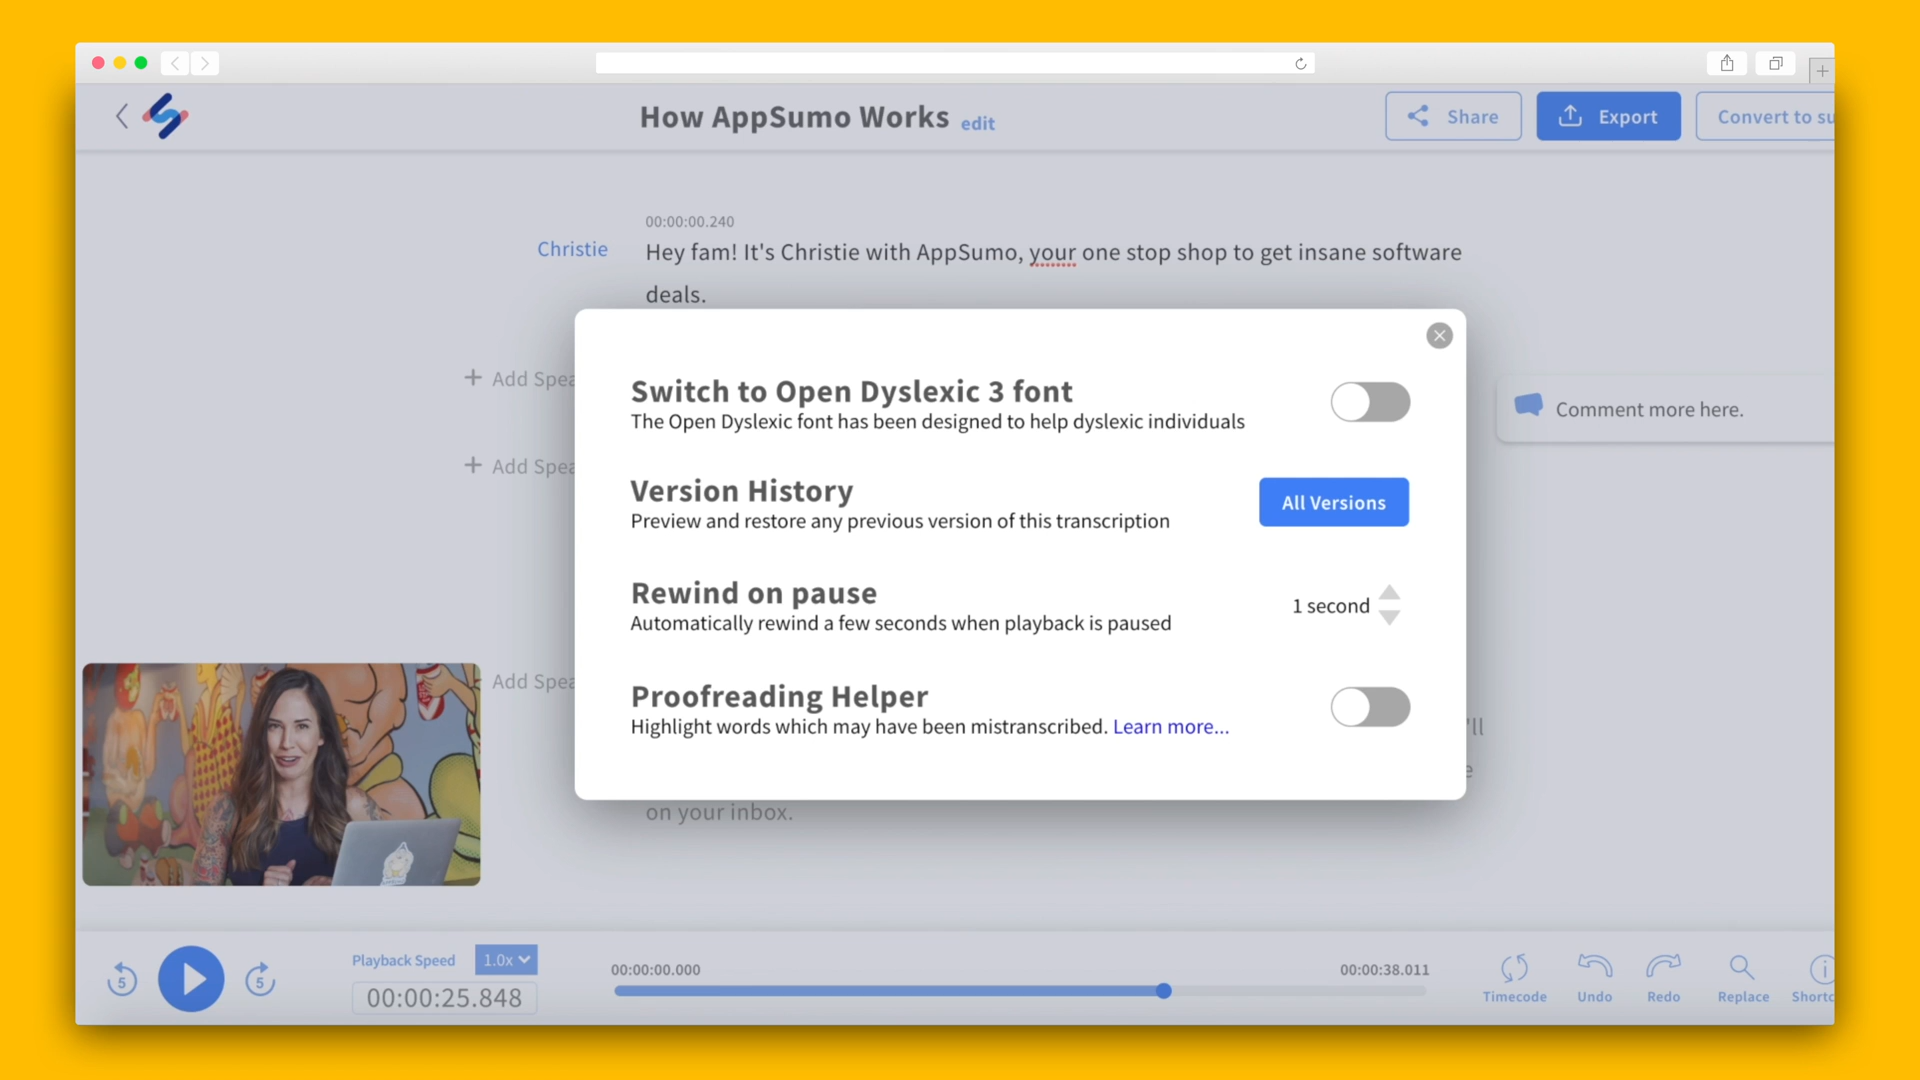 How AppSumo Works edit
Share
Export
Convert to su
00:00:00.240
Christie
Hey fam! It's Christie with AppSumo, your one stop shop to get insane software
deals.
+ Add Spea
Switch to Open Dyslexic 3 font
The Open Dyslexic font has been designed to help dyslexic individuals
Comment more here.
+ Add Spea
Version History
Preview and restore any previous version of this transcription
All Versions
Rewind on pause
Automatically rewind a few seconds when playback is paused
1 second
Add Spea
Proofreading Helper
Highlight words which may have been mistranscribed. Learn more...
'll
e
on your inbox.
5
5
Playback Speed
1.0x
00:00:25.848
00:00:00.000
00:00:38.011
Timecode
Undo
Redo
Replace
Shortc